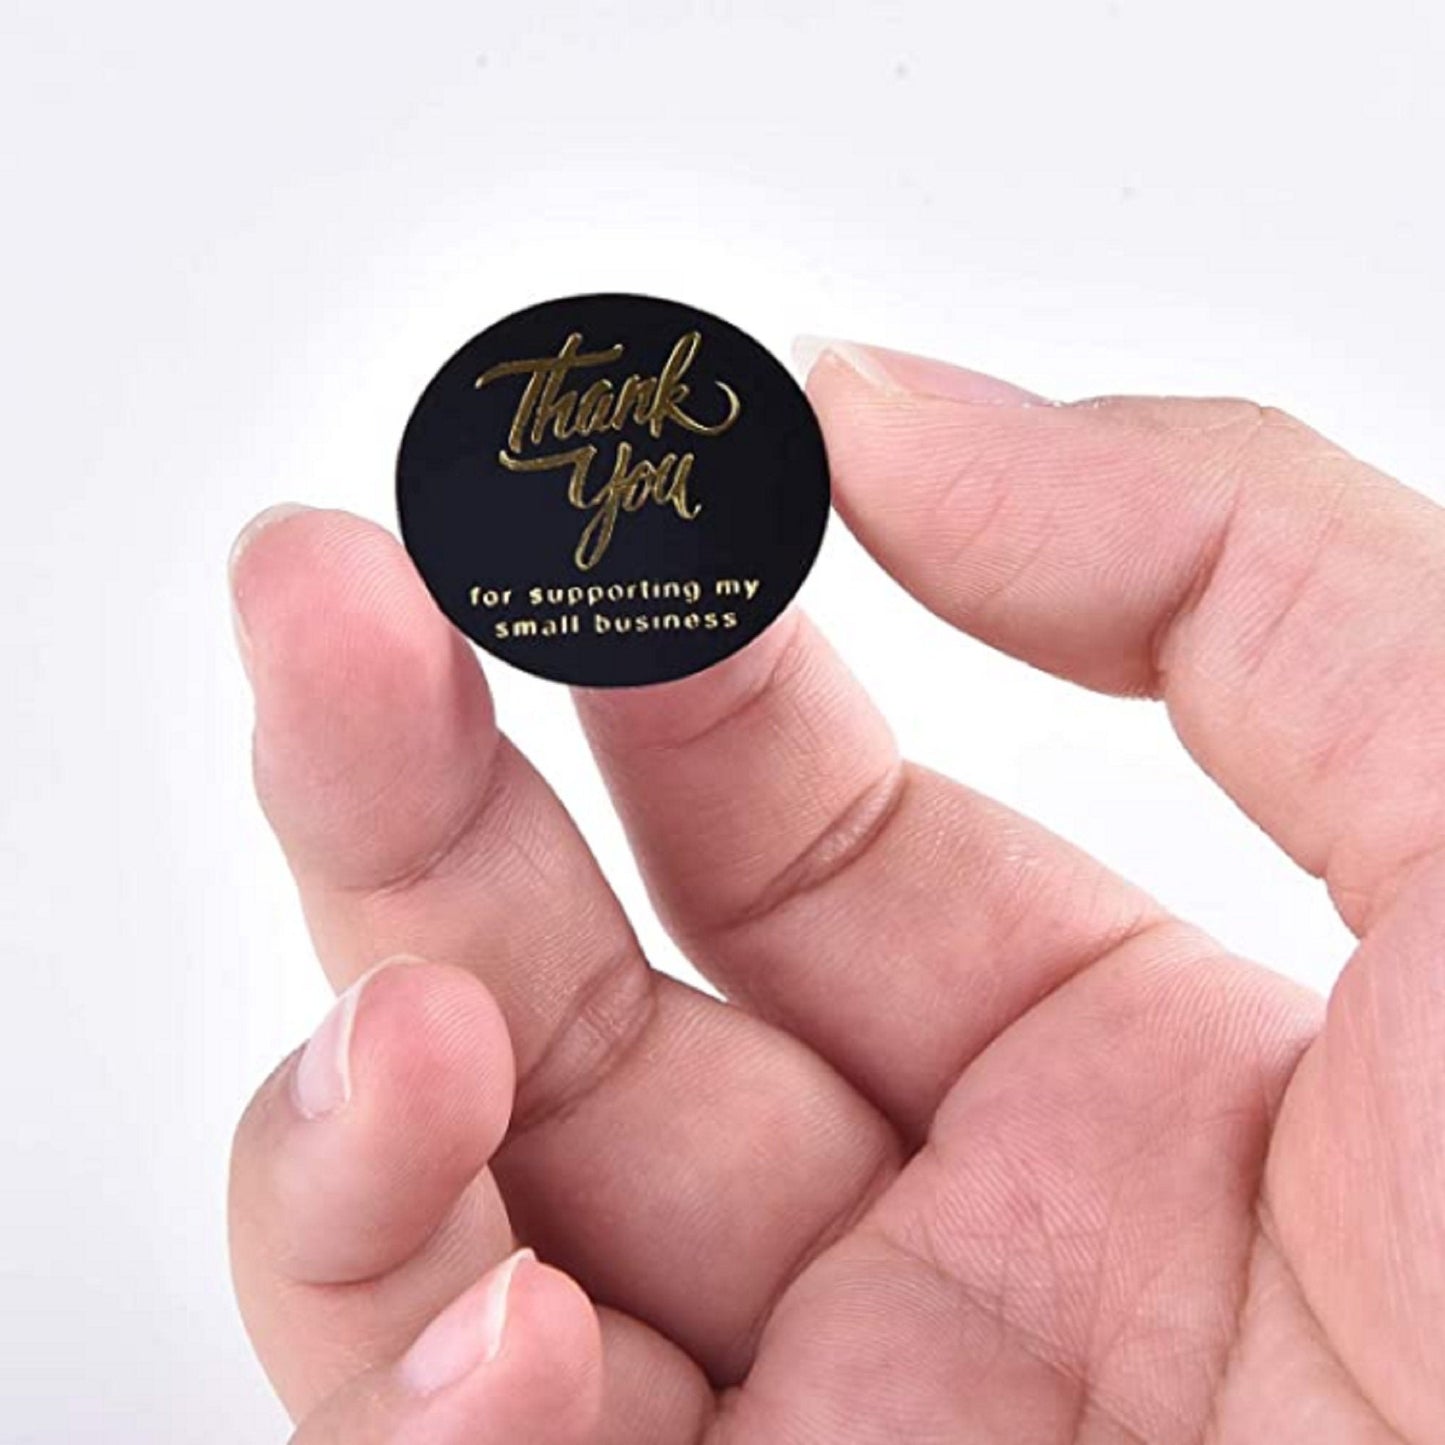 Thank
You
for supporting my
small business